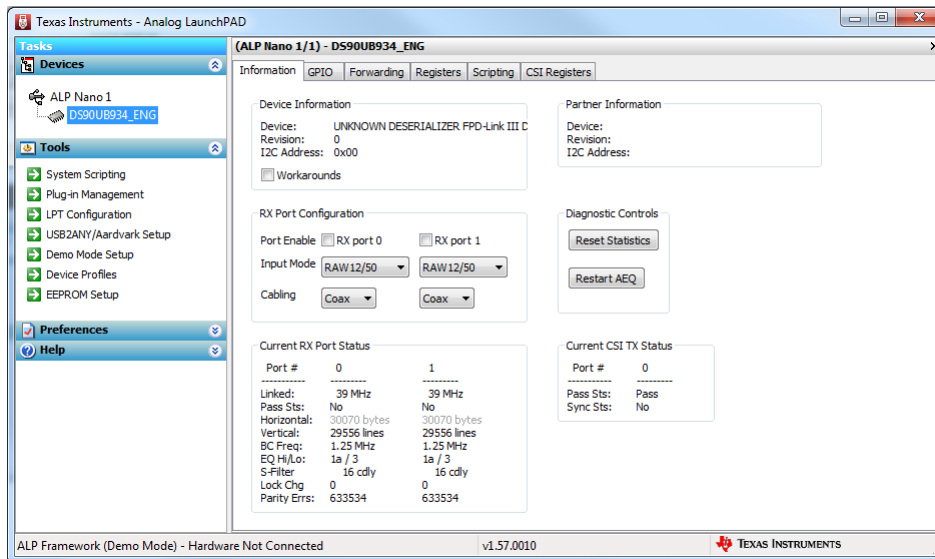 Texas Instruments - Analog LaunchPAD
Tasks
Devices
ALP Nano 1
DS90UB934_ENG
Tools
System Scripting
Plug-in Management
LPT Configuration
USB2ANY/Aardvark Setup
Demo Mode Setup
Device Profiles
EEPROM Setup
Preferences
Help
(ALP Nano 1/1) - DS90UB934_ENG
Information GPIO Forwarding Registers Scripting CSI Registers
Device Information
Device: UNKNOWN DESERIALIZER FPD-Link III D
Revision: 0
I2C Address: 0x00
Workarounds
Partner Information
Device:
Revision:
I2C Address:
RX Port Configuration
Port Enable RX port 0 RX port 1
Input Mode RAW12/50 RAW12/50
Cabling Coax Coax
Diagnostic Controls
Reset Statistics
Restart AEQ
Current RX Port Status
Port # 0 1
----------- --------- ---------
Linked: 39 MHz 39 MHz
Pass Sts: No No
Horizontal: 30070 bytes 30070 bytes
Vertical: 29556 lines 29556 lines
BC Freq: 1.25 MHz 1.25 MHz
EQ Hi/Lo: 1a / 3 1a / 3
S-Filter 16 cdly 16 cdly
Lock Chg 0 0
Parity Errs: 633534 633534
Current CSI TX Status
Port # 0
----------- ---------
Pass Sts: Pass
Sync Sts: No
ALP Framework (Demo Mode) - Hardware Not Connected v1.57.0010 TEXAS INSTRUMENTS